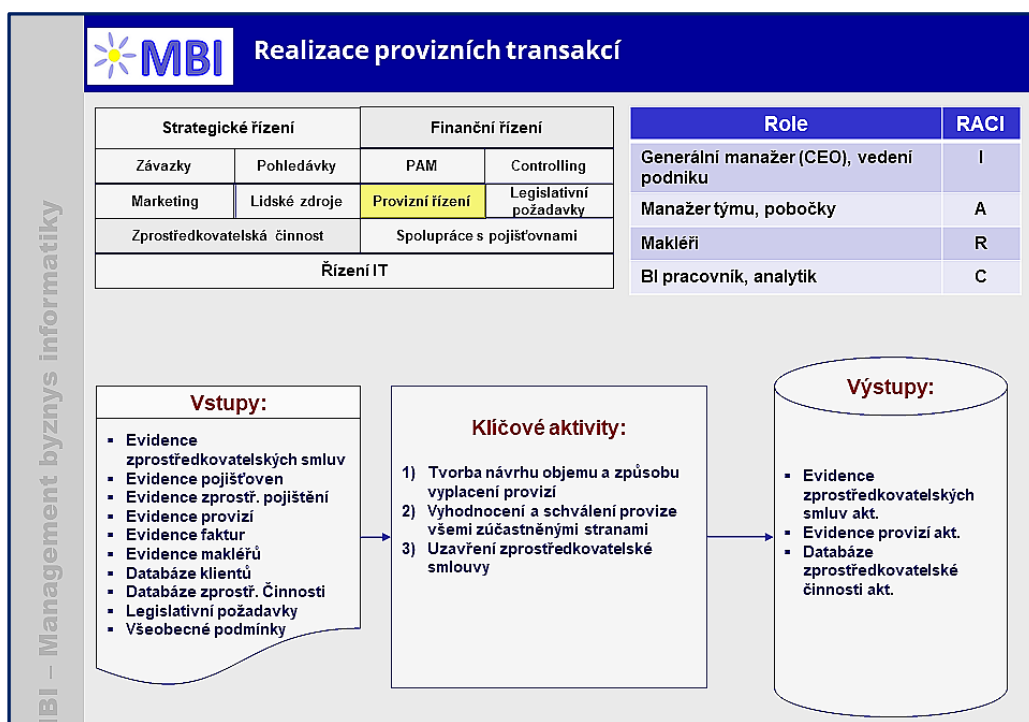 MBI
Realizace provizních transakcí
Strategické řízení
Finanční řízení
Závazky
Pohledávky
PAM
Controlling
Marketing
Lidské zdroje
Provizní řízení
Legislativní
požadavky
Zprostředkovatelská činnost
Spolupráce s pojišťovnami
Řízení IT
Role
RACI
Generální manažer (CEO), vedení
podniku
I
Manažer týmu, pobočky
A
Makléři
R
BI pracovník, analytik
C
Vstupy:
▪ Evidence
zprostředkovatelských smluv
▪ Evidence pojišťoven
▪ Evidence zprostř. pojištění
▪ Evidence provizí
▪ Evidence faktur
▪ Evidence makléřů
▪ Databáze klientů
▪ Databáze zprostř. Činnosti
▪ Legislativní požadavky
▪ Všeobecné podmínky
Klíčové aktivity:
1) Tvorba návrhu objemu a způsobu
vyplacení provizí
2) Vyhodnocení a schválení provize
všemi zúčastněnými stranami
3) Uzavření zprostředkovatelské
smlouvy
Výstupy:
▪ Evidence
zprostředkovatelských
smluv akt.
▪ Evidence provizí akt.
▪ Databáze
zprostředkovatelské
činnosti akt.
MBI – Management byznys informatiky